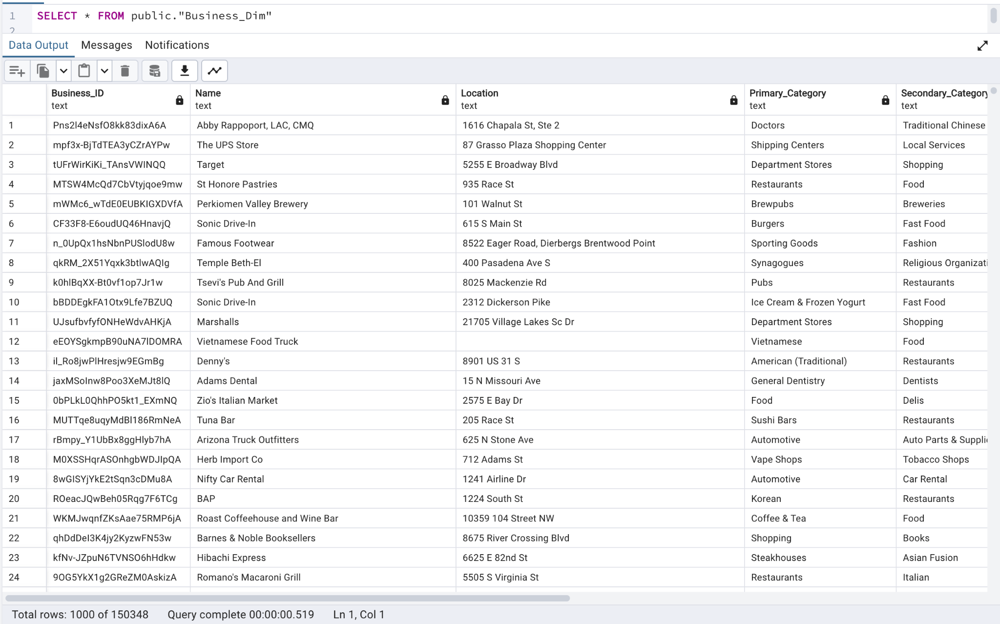 1 SELECT * FROM public."Business_Dim"
2
Data Output Messages Notifications
Business_ID Name Location Primary_Category Secondary_Category
text text text text text
1 Pns2l4eNsfO8kk83dixA6A Abby Rappoport, LAC, CMQ 1616 Chapala St, Ste 2 Doctors Traditional Chinese
2 mpf3x-BjTdTEA3yCZrAYPw The UPS Store 87 Grasso Plaza Shopping Center Shipping Centers Local Services
3 tUFrWirKiKi_TAnsVWINQQ Target 5255 E Broadway Blvd Department Stores Shopping
4 MTSW4McQd7CbVtyjqoe9mw St Honore Pastries 935 Race St Restaurants Food
5 mWMc6_wTdE0EUBKIGXDVfA Perkiomen Valley Brewery 101 Walnut St Brewpubs Breweries
6 CF33F8-E6oudUQ46HnavjQ Sonic Drive-In 615 S Main St Burgers Fast Food
7 n_0UpQx1hsNbnPUSlodU8w Famous Footwear 8522 Eager Road, Dierbergs Brentwood Point Sporting Goods Fashion
8 qkRM_2X51Yqxk3btlwAQIg Temple Beth-El 400 Pasadena Ave S Synagogues Religious Organizati
9 k0hlBqXX-Bt0vf1op7Jr1w Tsevi's Pub And Grill 8025 Mackenzie Rd Pubs Restaurants
10 bBDDEgkFA1Otx9Lfe7BZUQ Sonic Drive-In 2312 Dickerson Pike Ice Cream & Frozen Yogurt Fast Food
11 UJsufbvfyfONHeWdvAHKjA Marshalls 21705 Village Lakes Sc Dr Department Stores Shopping
12 eEOYSgkmpB90uNA7lDOMRA Vietnamese Food Truck Vietnamese Food
13 il_Ro8jwPlHresjw9EGmBg Denny's 8901 US 31 S American (Traditional) Restaurants
14 jaxMSoInw8Poo3XeMJt8lQ Adams Dental 15 N Missouri Ave General Dentistry Dentists
15 0bPLkL0QhhPO5kt1_EXmNQ Zio's Italian Market 2575 E Bay Dr Food Delis
16 MUTTqe8uqyMdBl186RmNeA Tuna Bar 205 Race St Sushi Bars Restaurants
17 rBmpy_Y1UbBx8ggHlyb7hA Arizona Truck Outfitters 625 N Stone Ave Automotive Auto Parts & Supplie
18 M0XSSHqrASOnhgbWDJIpQA Herb Import Co 712 Adams St Vape Shops Tobacco Shops
19 8wGISYjYkE2tSqn3cDMu8A Nifty Car Rental 1241 Airline Dr Automotive Car Rental
20 ROeacJQwBeh05Rqg7F6TCg BAP 1224 South St Korean Restaurants
21 WKMJwqnfZKsAae75RMP6jA Roast Coffeehouse and Wine Bar 10359 104 Street NW Coffee & Tea Food
22 qhDdDeI3K4jy2KyzwFN53w Barnes & Noble Booksellers 8675 River Crossing Blvd Shopping Books
23 kfNv-JZpuN6TVNSO6hHdkw Hibachi Express 6625 E 82nd St Steakhouses Asian Fusion
24 9OG5YkX1g2GReZM0AskizA Romano's Macaroni Grill 5505 S Virginia St Restaurants Italian
Total rows: 1000 of 150348 Query complete 00:00:00.519 Ln 1, Col 1